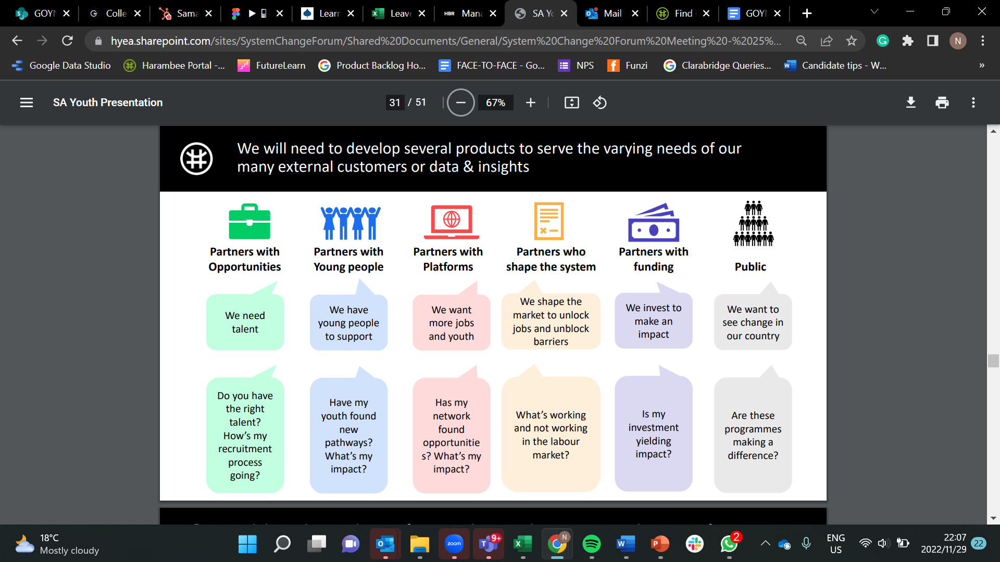 GOYN
Colle
Sama
Learn
Leave
HBR
Mana
SA Yo
Mail
Find
GOYN
hyea.sharepoint.com/sites/SystemChangeForum/Shared%20Documents/General/System%20Change%20Forum%20Meeting%20-%2025%...
N
Google Data Studio
Harambee Portal -...
FutureLearn
Product Backlog Ho...
FACE-TO-FACE - Go...
NPS
Funzi
Clarabridge Queries...
Candidate tips - W...
»
SA Youth Presentation
31 / 51
67%
We will need to develop several products to serve the varying needs of our
many external customers or data & insights
Partners with
Opportunities
We need
talent
Do you have
the right
talent?
How's my
recruitment
process
going?
Partners with
Young people
We have
young people
to support
Have my
youth found
new
pathways?
What's my
impact?
Partners with
Platforms
We want
more jobs
and youth
Has my
network
found
opportunitie
s? What's my
impact?
Partners who
shape the system
We shape the
market to unlock
jobs and unblock
barriers
What's working
and not working
in the labour
market?
Partners with
funding
We invest to
make an
impact
Is my
investment
yielding
impact?
Public
We want to
see change in
our country
Are these
programmes
making a
difference?
18°C
Mostly cloudy
zoom
9+
N
2
ENG
US
22:07
2022/11/29
22